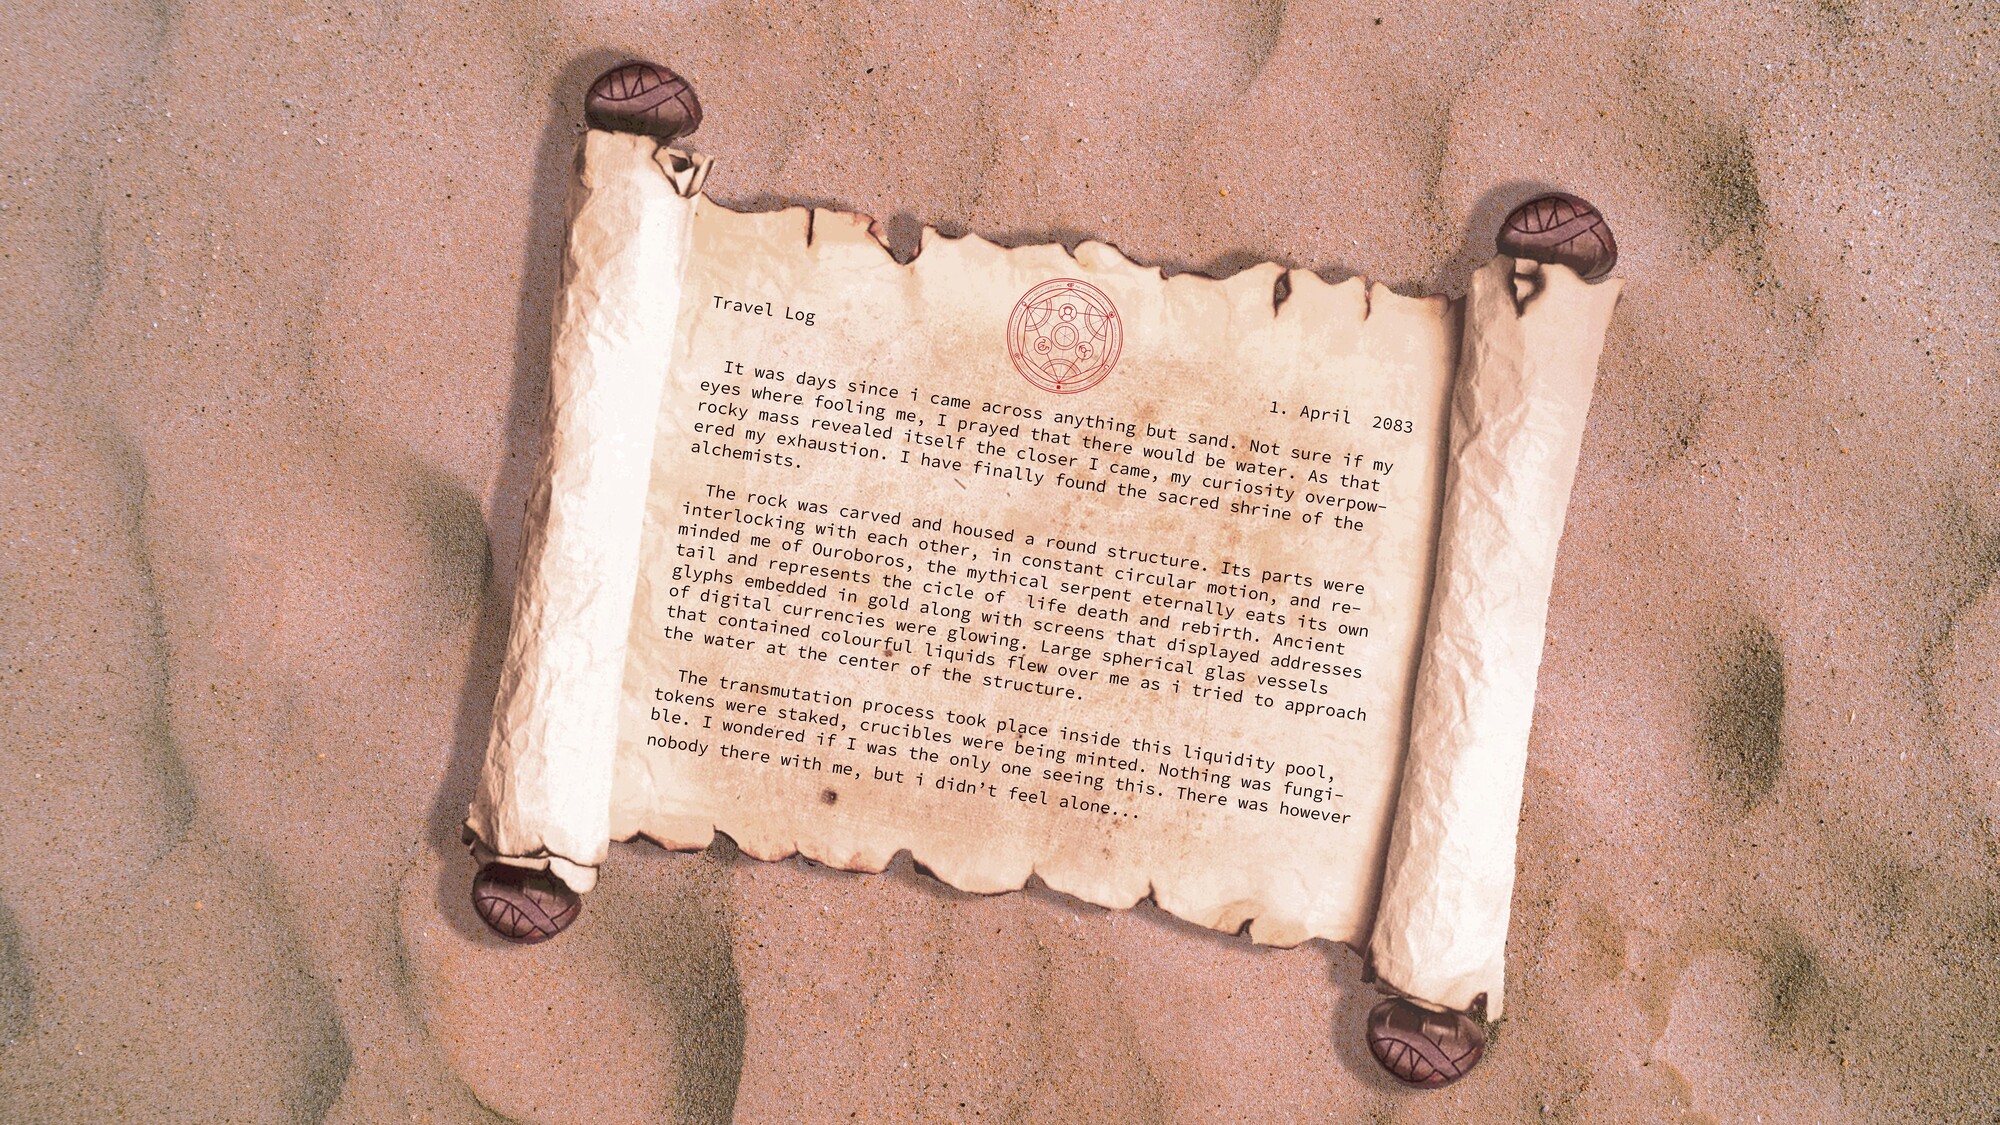 Travel Log
1. April  2083
It was days since i came across anything but sand. Not sure if my
eyes where fooling me, I prayed that there would be water. As that
rocky mass revealed itself the closer I came, my curiosity overpow-
ered my exhaustion. I have finally found the sacred shrine of the
alchemists.
The rock was carved and housed a round structure. Its parts were
interlocking with each other, in constant circular motion, and re-
minded me of Ouroboros, the mythical serpent eternally eats its own
tail and represents the cicle of  life death and rebirth. Ancient
glyphs embedded in gold along with screens that displayed addresses
of digital currencies were glowing. Large spherical glas vessels
that contained colourful liquids flew over me as i tried to approach
the water at the center of the structure.
The transmutation process took place inside this liquidity pool,
tokens were staked, crucibles were being minted. Nothing was fungi-
ble. I wondered if I was the only one seeing this. There was however
nobody there with me, but i didn’t feel alone...